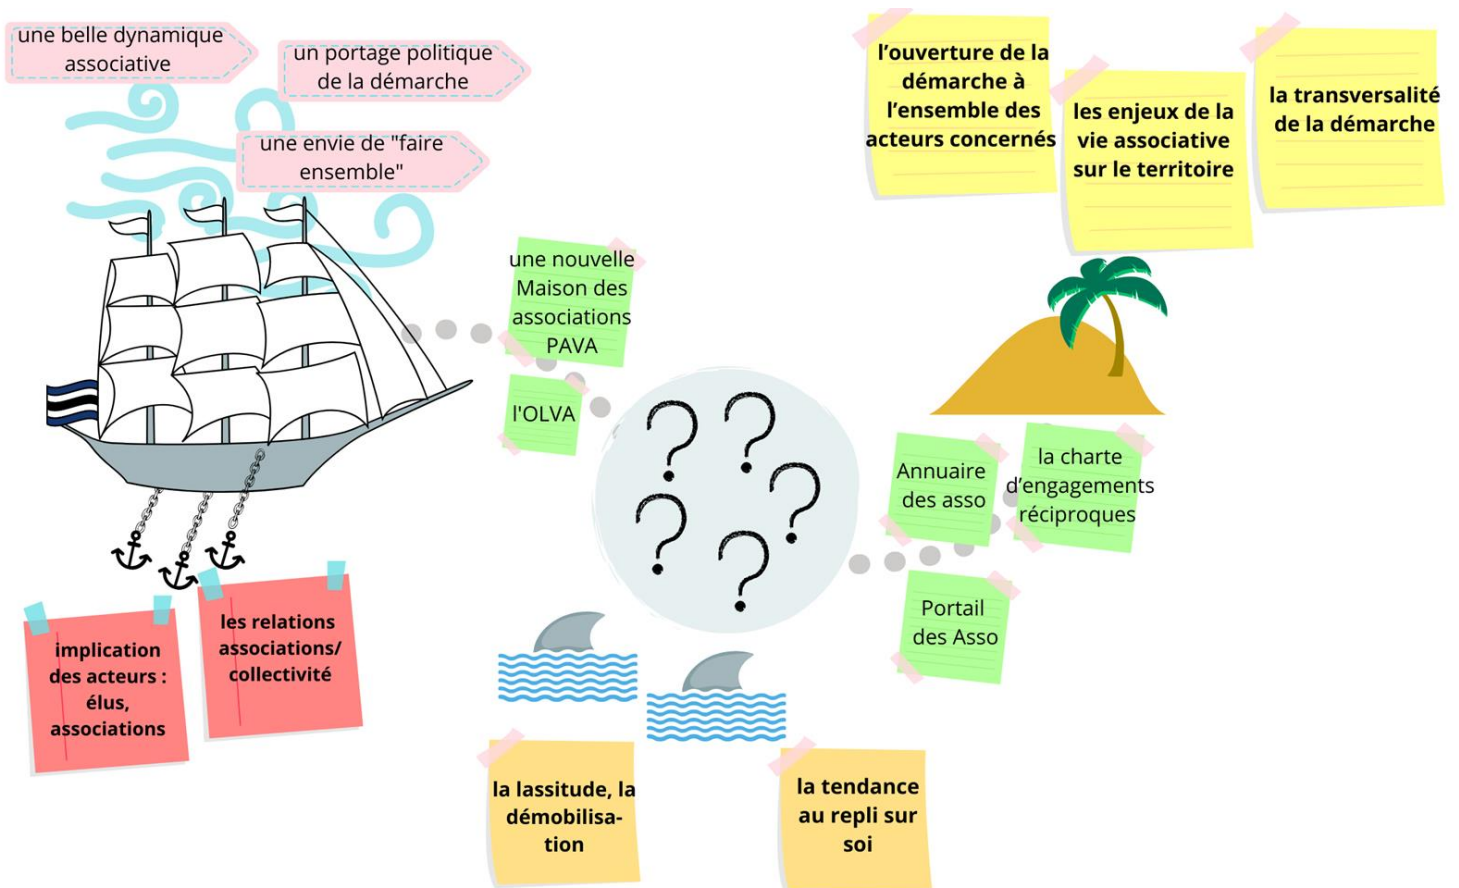 une belle dynamique
associative
un portage politique
de la démarche
une envie de "faire
ensemble"
l’ouverture de la
démarche à
l’ensemble des
acteurs concernés
les enjeux de la
vie associative
sur le territoire
la transversalité
de la démarche
une nouvelle
Maison des
associations
PAVA
l'OLVA
Annuaire
des asso
la charte
d’engagements
réciproques
Portail
des Asso
implication
des acteurs :
élus,
associations
les relations
associations/
collectivité
la lassitude, la
démobilisa-
tion
la tendance
au repli sur
soi